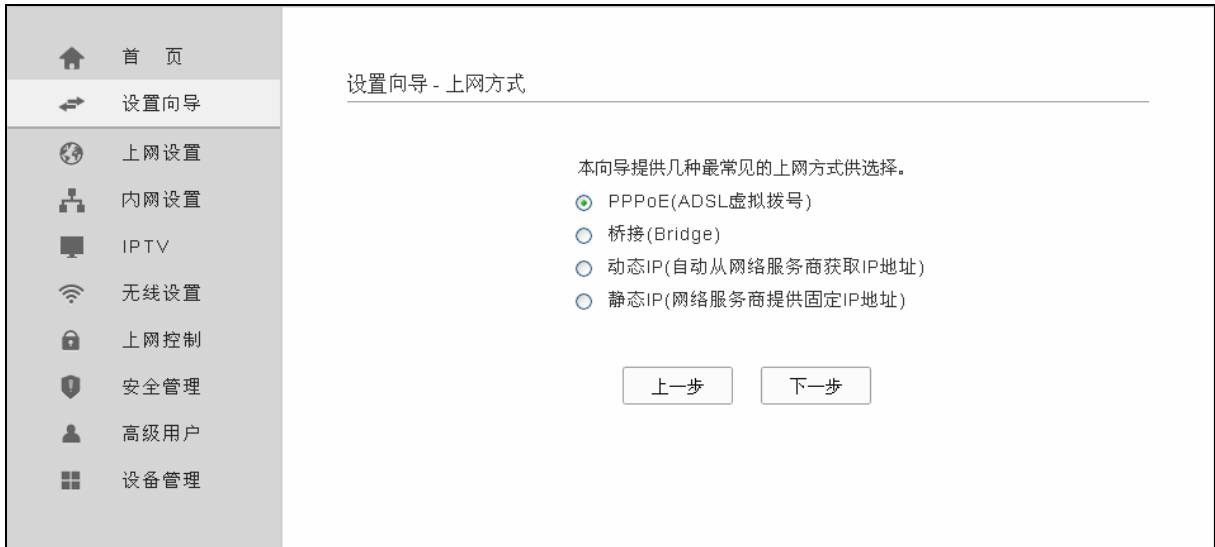 首 页
设置向导
上网设置
内网设置
IPTV
无线设置
上网控制
安全管理
高级用户
设备管理
设置向导 - 上网方式
本向导提供几种最常见的上网方式供选择。
PPPoE(ADSL虚拟拨号)
桥接(Bridge)
动态IP(自动从网络服务商获取IP地址)
静态IP(网络服务商提供固定IP地址)
上一步 下一步